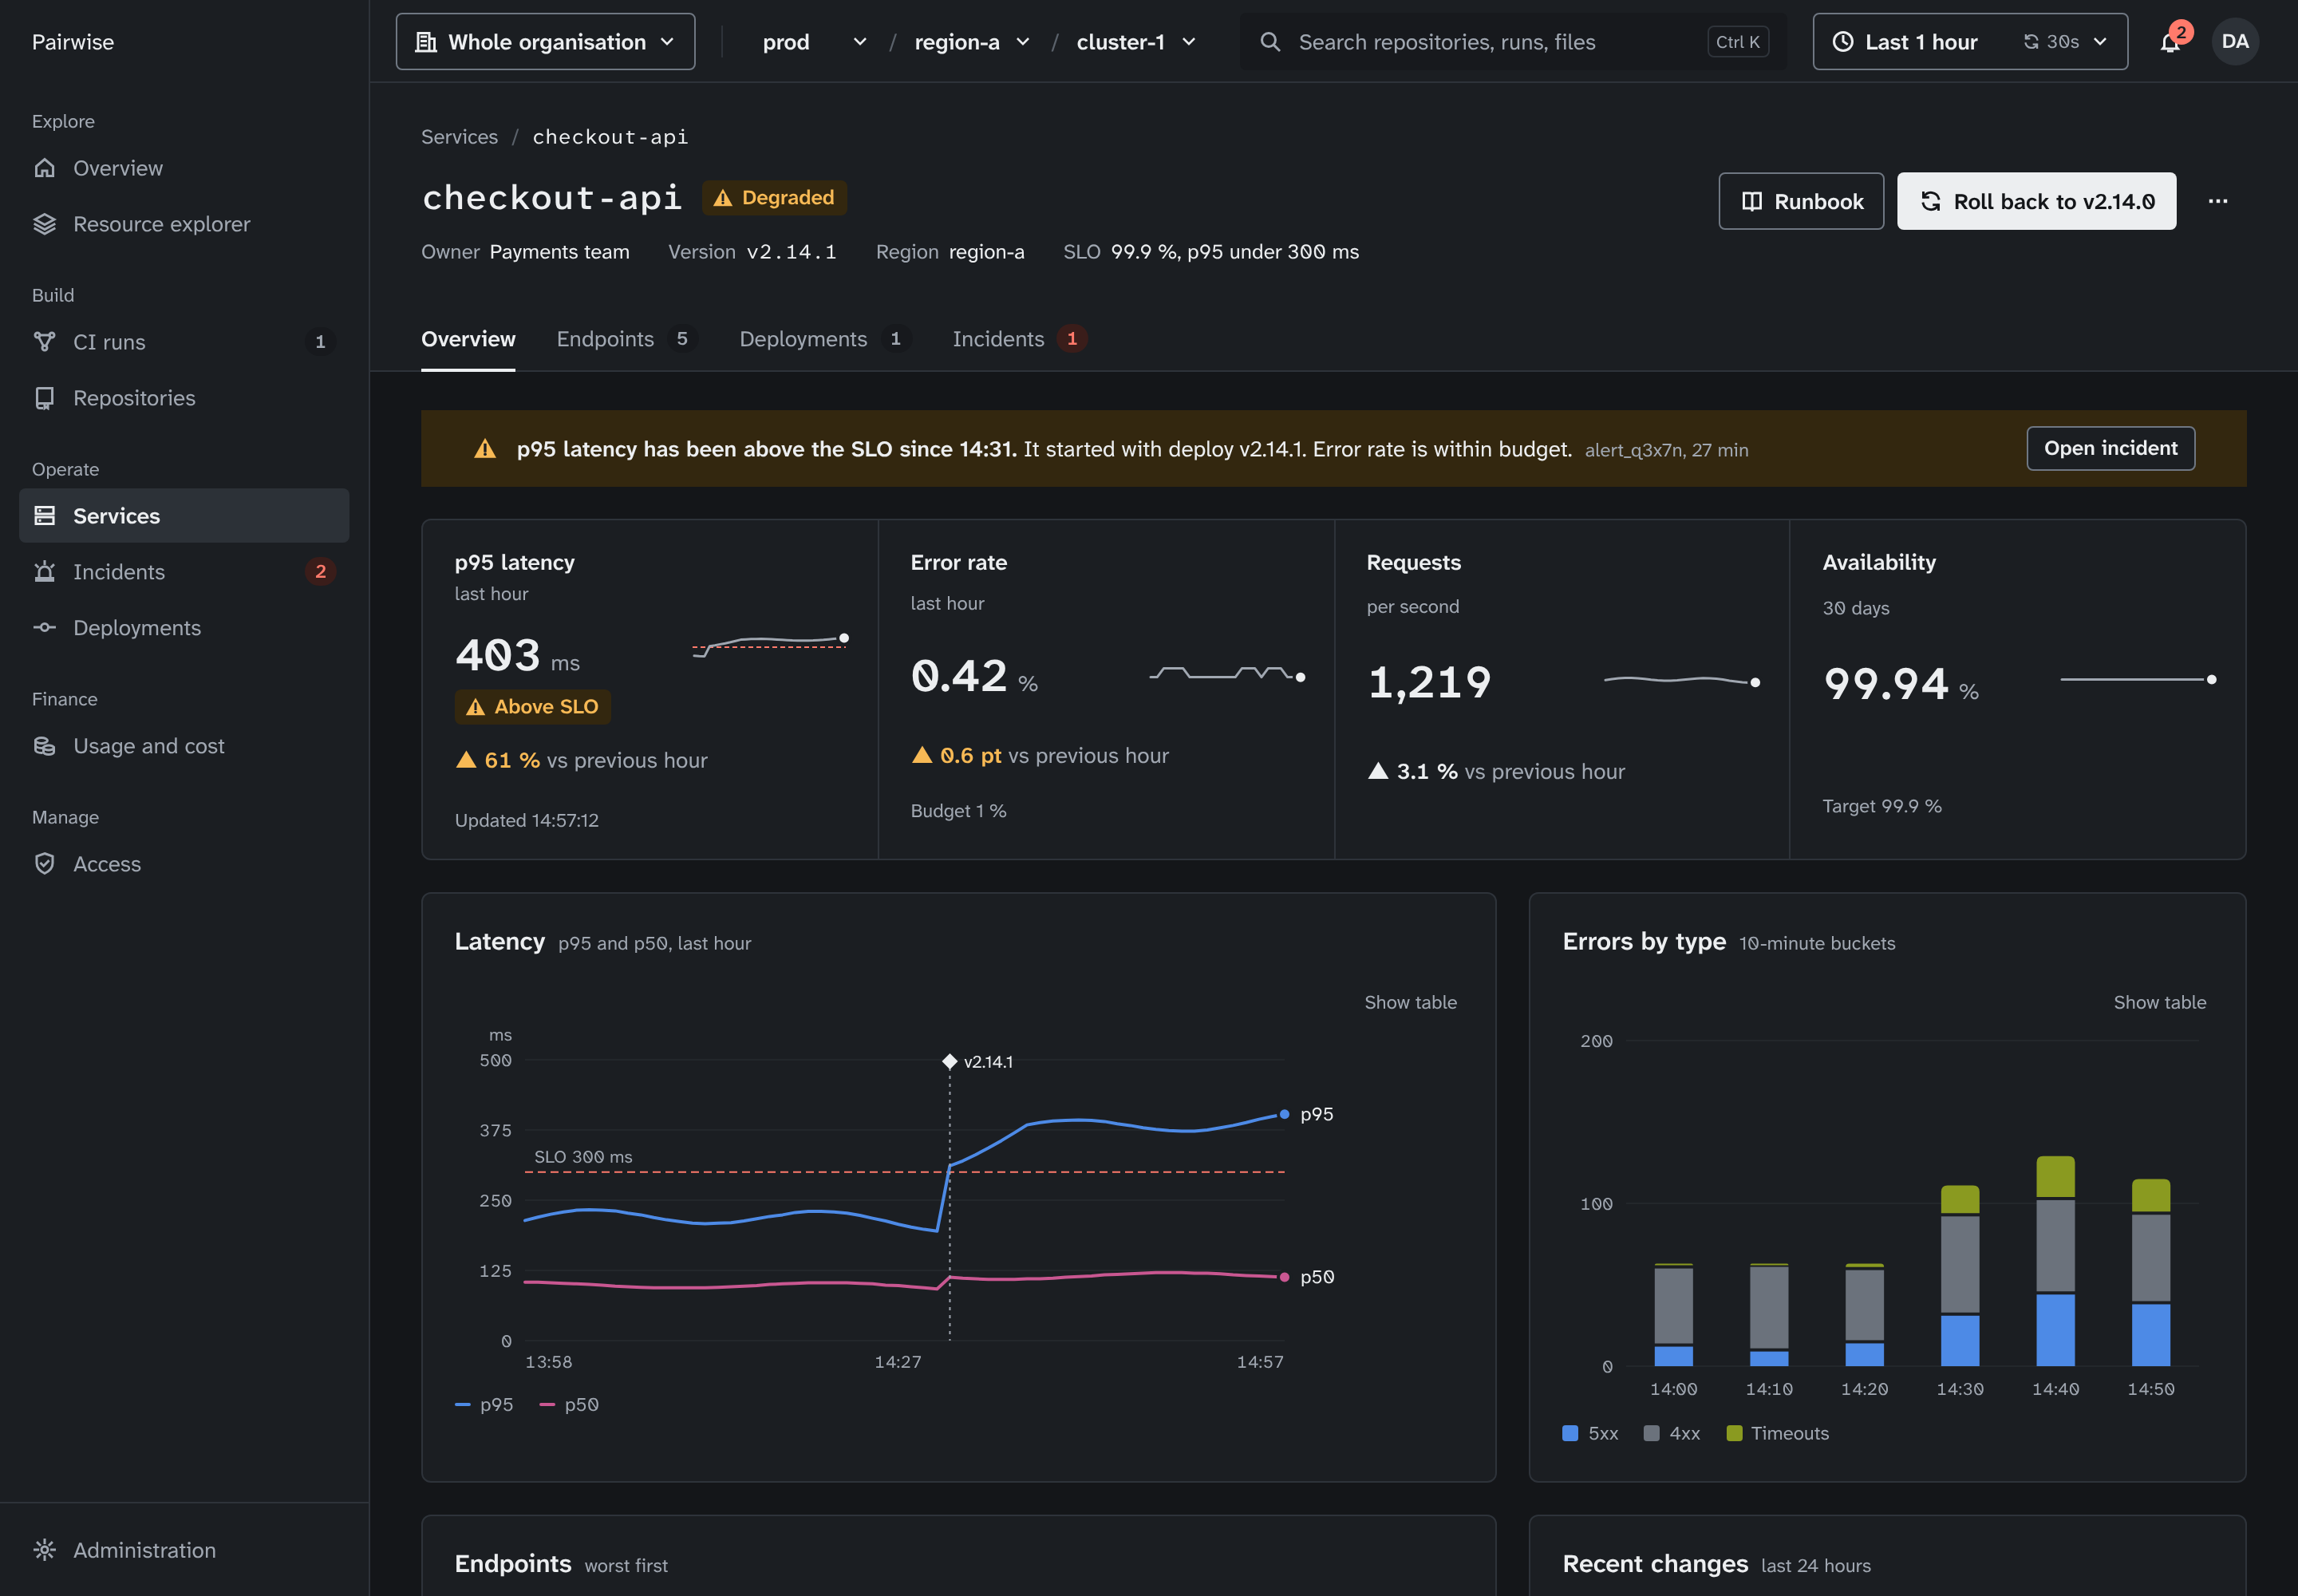 Pairwise
Explore
Overview
Resource explorer
Build
CI runs 1
Repositories
Operate
Services
Incidents 2
Deployments
Finance
Usage and cost
Manage
Access
Administration
Whole organisation prod / region-a / cluster-1 Search repositories, runs, files Ctrl K Last 1 hour 30s 2 DA
Services / checkout-api
checkout-api Degraded
Runbook Roll back to v2.14.0
Owner Payments team Version v2.14.1 Region region-a SLO 99.9 %, p95 under 300 ms
Overview Endpoints 5 Deployments 1 Incidents 1
p95 latency has been above the SLO since 14:31. It started with deploy v2.14.1. Error rate is within budget. alert_q3x7n, 27 min Open incident
p95 latency
last hour
403 ms
Above SLO
61 % vs previous hour
Updated 14:57:12
Error rate
last hour
0.42 %
0.6 pt vs previous hour
Budget 1 %
Requests
per second
1,219
3.1 % vs previous hour
Availability
30 days
99.94 %
Target 99.9 %
Latency p95 and p50, last hour
Show table
ms
500
v2.14.1
p95
375
SLO 300 ms
250
125
p50
0
13:58 14:27 14:57
p95 p50
Errors by type 10-minute buckets
Show table
200
100
0
14:00 14:10 14:20 14:30 14:40 14:50
5xx 4xx Timeouts
Endpoints worst first
Recent changes last 24 hours